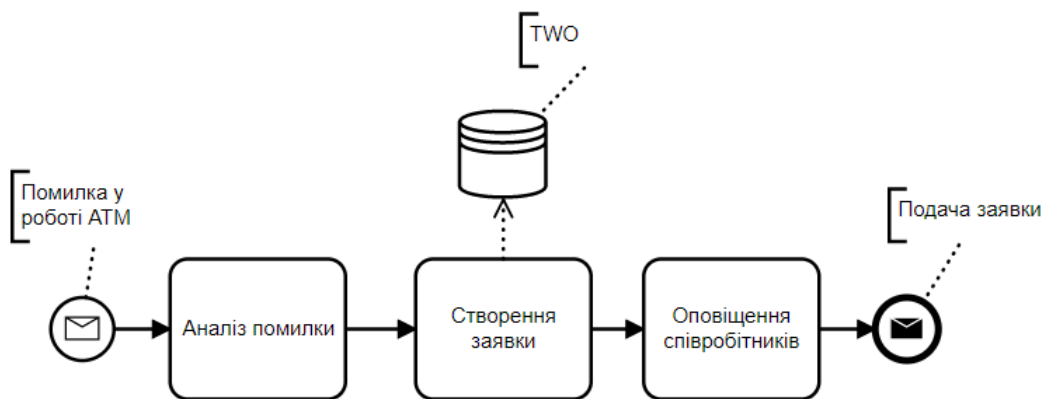 TWO
Помилка у
роботі АТМ
Подача заявки
Аналіз помилки
Створення
заявки
Оповіщення
співробітників